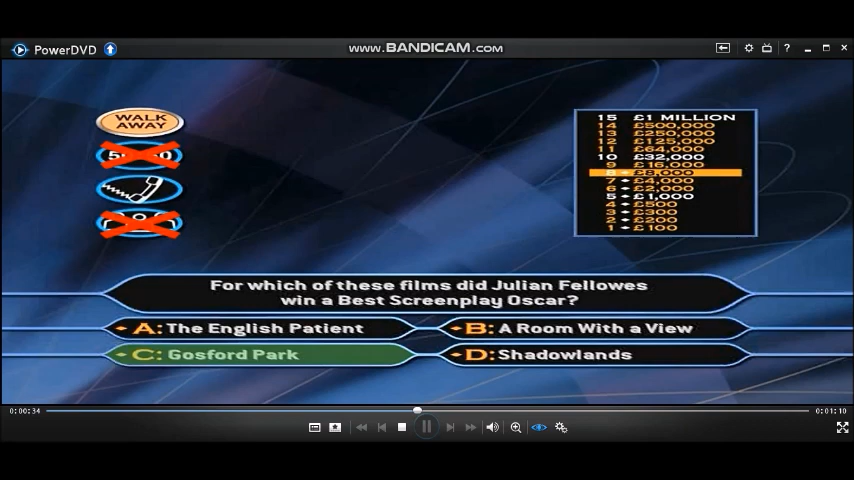 PowerDVD
www.BANDICAM.com
?
WALK
AWAY
15 £1 MILLION
14 £500,000
13 £250,000
12 £125,000
11 £64,000
10 £32,000
9 £16,000
8 £8,000
7 £4,000
6 £2,000
5 £1,000
4 £500
3 £300
2 £200
1 £100
For which of these films did Julian Fellowes
win a Best Screenplay Oscar?
A: The English Patient
B: A Room With a View
C: Gosford Park
D: Shadowlands
0:00:34
0:01:10